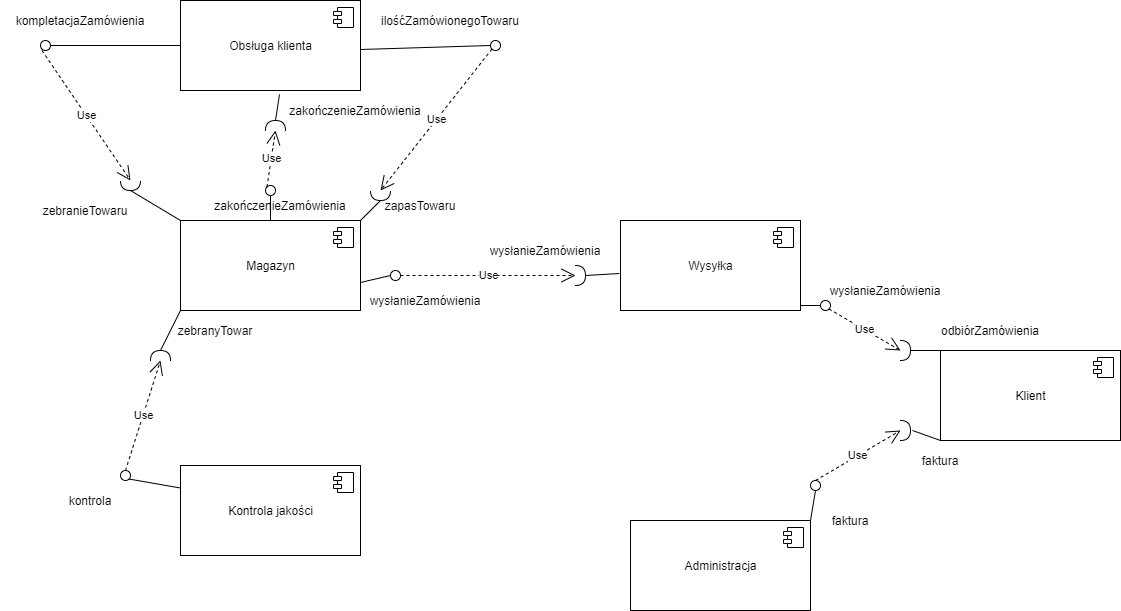 kompletacjaZamówienia
Obsługa klienta
ilośćZamówionegoTowaru
Use
zakończenieZamówienia
Use
Use
zebranieTowaru
zakończenieZamówienia
zapasTowaru
Magazyn
wysłanieZamówienia
Use
wysłanieZamówienia
Wysyłka
wysłanieZamówienia
Use
odbiórZamówienia
zebranyTowar
Klient
Use
kontrola
Kontrola jakości
Use
faktura
faktura
Administracja